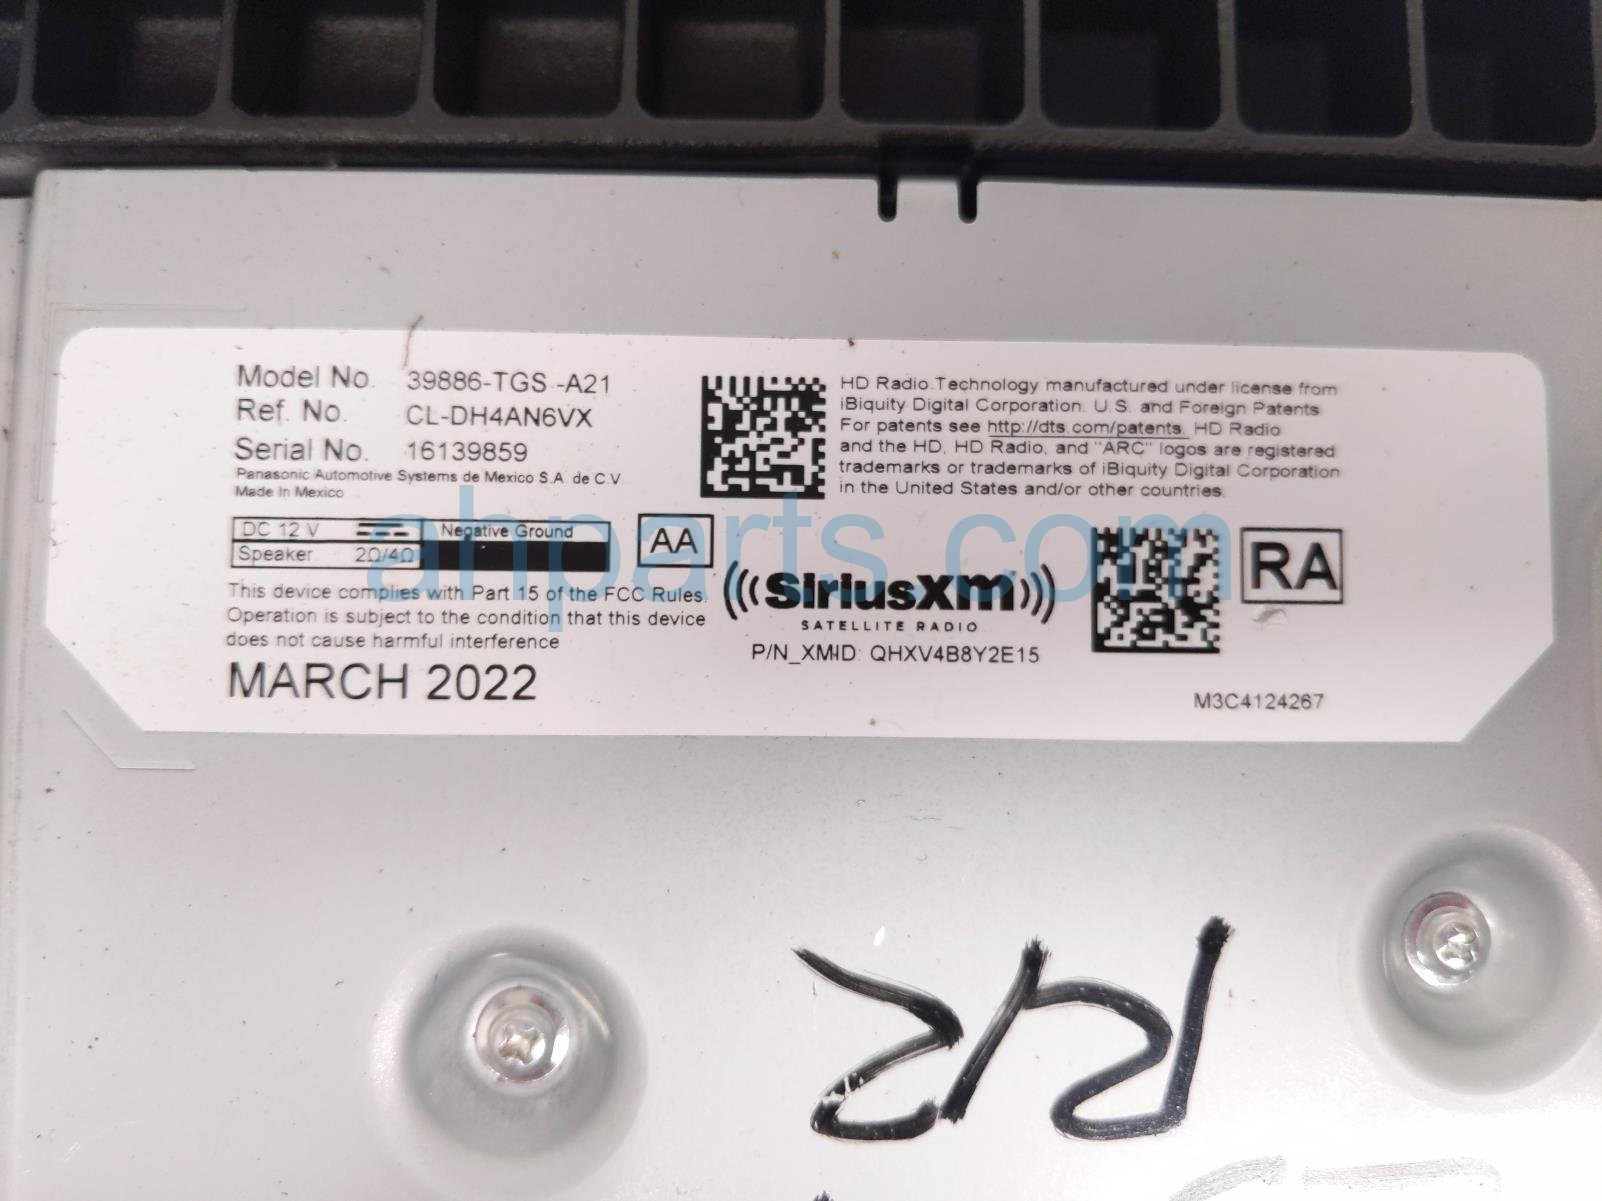 Model No. 39886-TGS -A21
Ref. No. CL-DH4AN6VX
Serial No. 16139859
Panasonic Automotive Systems de Mexico S.A. de C.V.
Made In Mexico
DC 12 V Negative Ground
Speaker 2Ω/4Ω
AA
This device complies with Part 15 of the FCC Rules.
Operation is subject to the condition that this device
does not cause harmful interference
MARCH 2022
HD Radio Technology manufactured under license from
iBiquity Digital Corporation. U.S. and Foreign Patents.
For patents see http://dts.com/patents. HD Radio
and the HD, HD Radio, and "ARC" logos are registered
trademarks or trademarks of iBiquity Digital Corporation
in the United States and/or other countries.
SiriusXM
SATELLITE RADIO
P/N_XMID: QHXV4B8Y2E15
RA
M3C4124267
ahparts.com